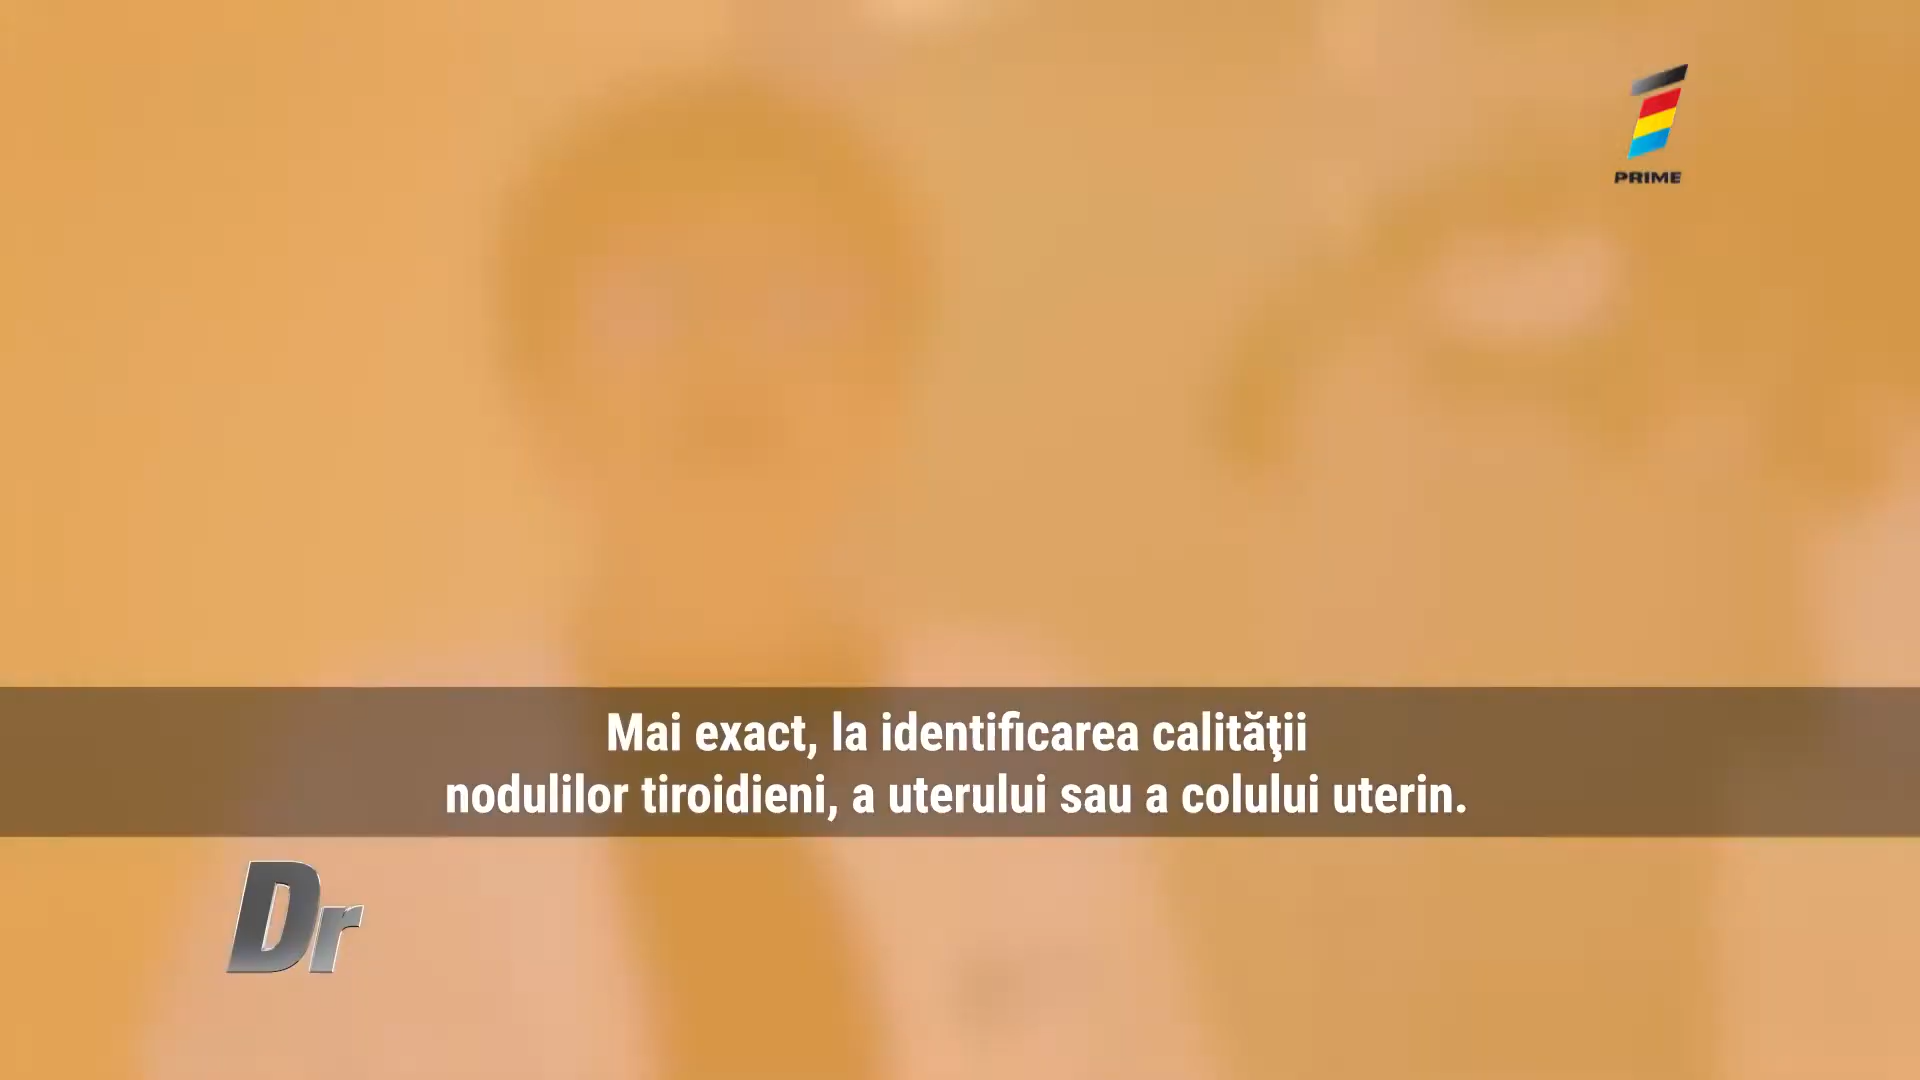 PRIME
Mai exact, la identificarea calităţii
nodulilor tiroidieni, a uterului sau a colului uterin.
Dr